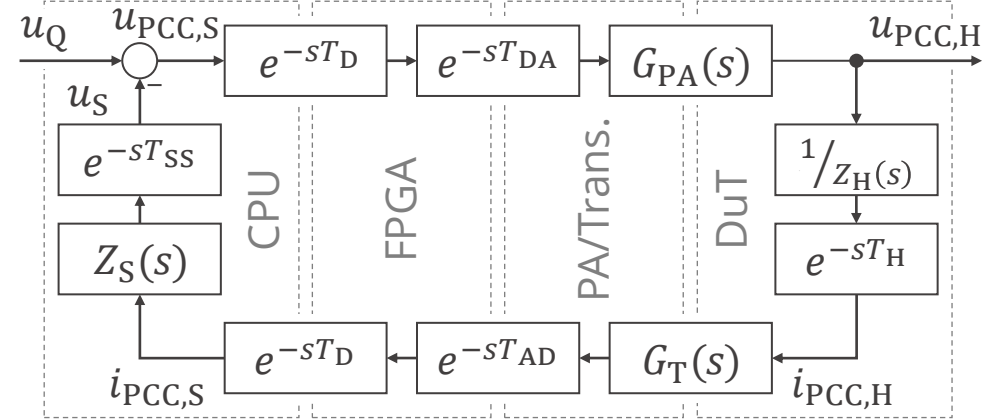 u_Q
u_PCC,S
u_PCC,H
e^{-sT_D}
e^{-sT_DA}
G_PA(s)
−
u_S
e^{-sT_SS}
1/Z_H(s)
CPU
FPGA
PA/Trans.
DuT
Z_S(s)
e^{-sT_H}
e^{-sT_D}
e^{-sT_AD}
G_T(s)
i_PCC,S
i_PCC,H